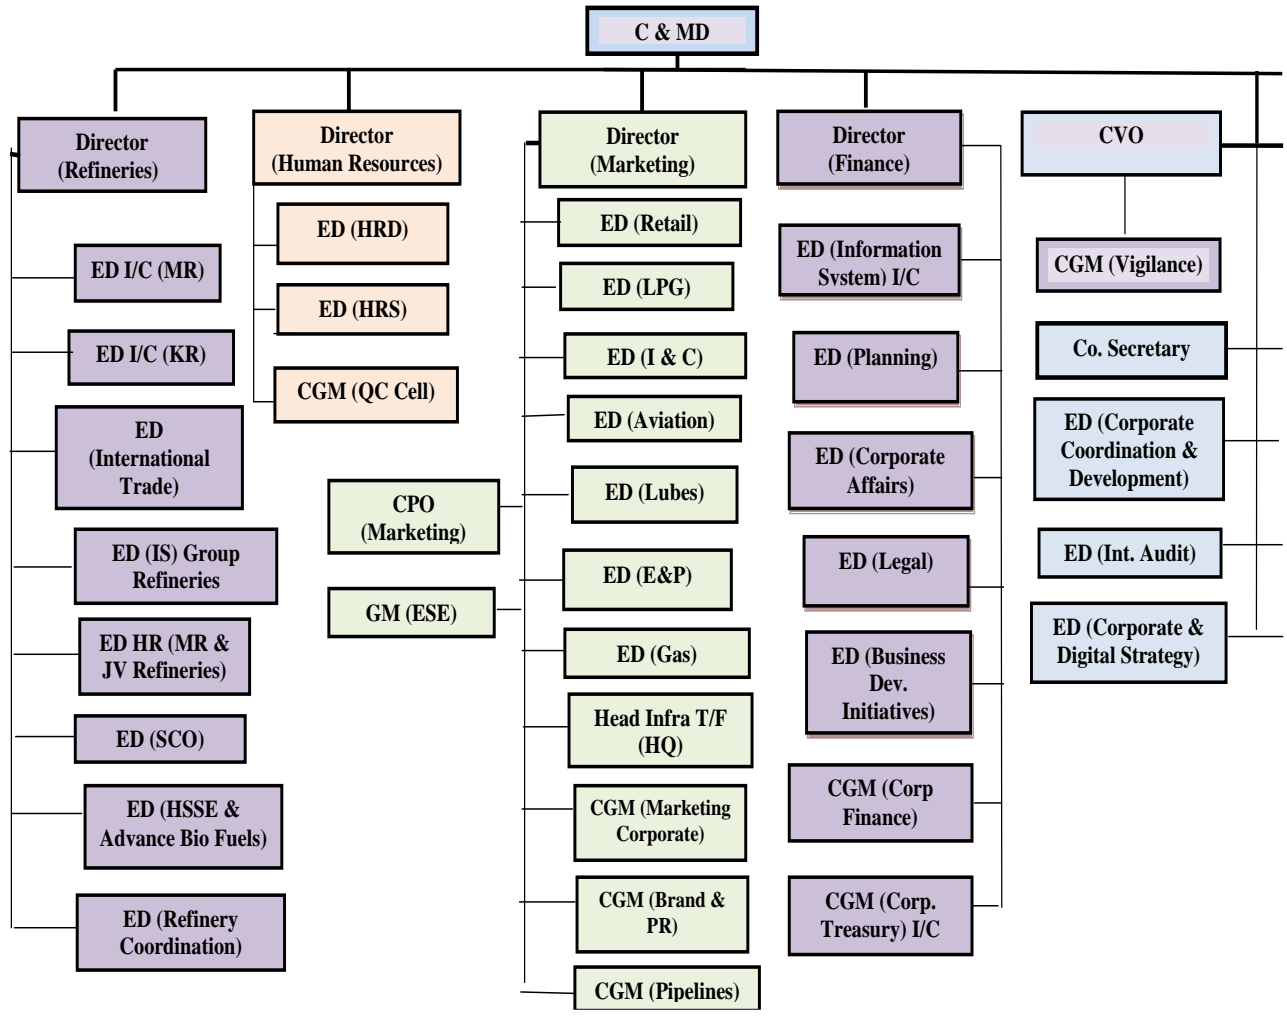 C & MD
Director
(Refineries)
ED I/C (MR)
ED I/C (KR)
ED
(International
Trade)
ED (IS) Group
Refineries
ED HR (MR &
JV Refineries)
ED (SCO)
ED (HSSE &
Advance Bio Fuels)
ED (Refinery
Coordination)
Director
(Human Resources)
ED (HRD)
ED (HRS)
CGM (QC Cell)
Director
(Marketing)
ED (Retail)
ED (LPG)
ED (I & C)
ED (Aviation)
ED (Lubes)
CPO
(Marketing)
ED (E&P)
GM (ESE)
ED (Gas)
Head Infra T/F
(HQ)
CGM (Marketing
Corporate)
CGM (Brand &
PR)
CGM (Pipelines)
Director
(Finance)
ED (Information
System) I/C
ED (Planning)
ED (Corporate
Affairs)
ED (Legal)
ED (Business
Dev.
Initiatives)
CGM (Corp
Finance)
CGM (Corp.
Treasury) I/C
CVO
CGM (Vigilance)
Co. Secretary
ED (Corporate
Coordination &
Development)
ED (Int. Audit)
ED (Corporate &
Digital Strategy)